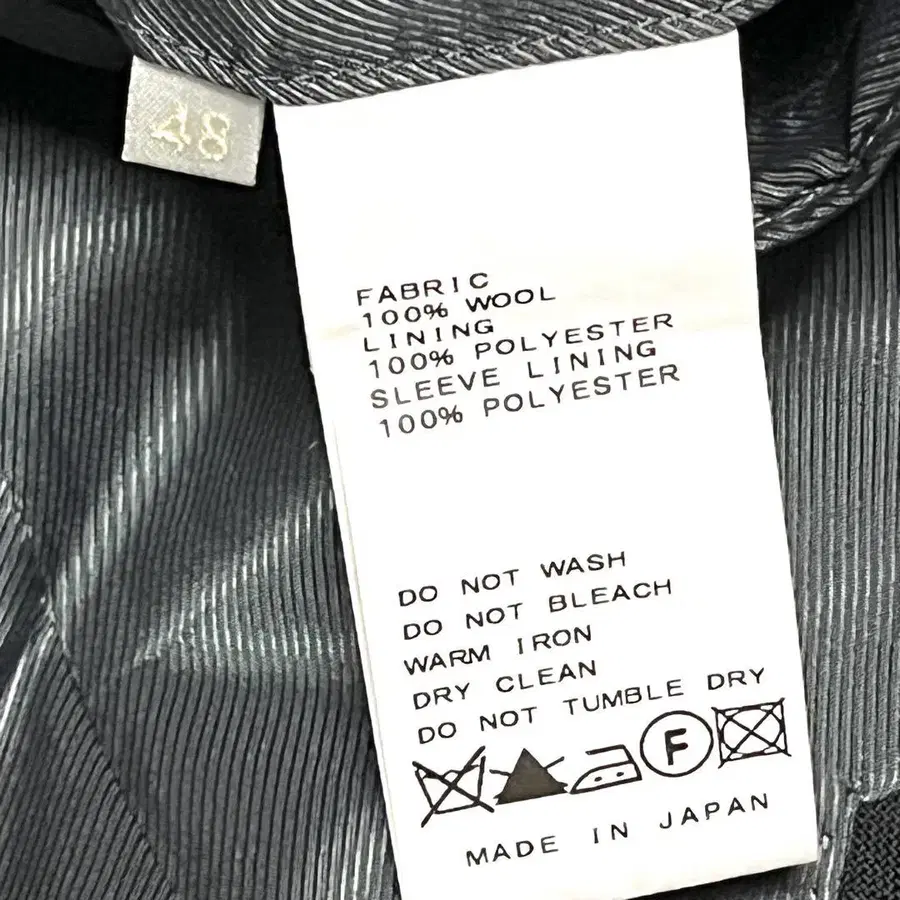 48
FABRIC
100% WOOL
LINING
100% POLYESTER
SLEEVE LINING
100% POLYESTER
DO NOT WASH
DO NOT BLEACH
WARM IRON
DRY CLEAN
DO NOT TUMBLE DRY
F
MADE IN JAPAN